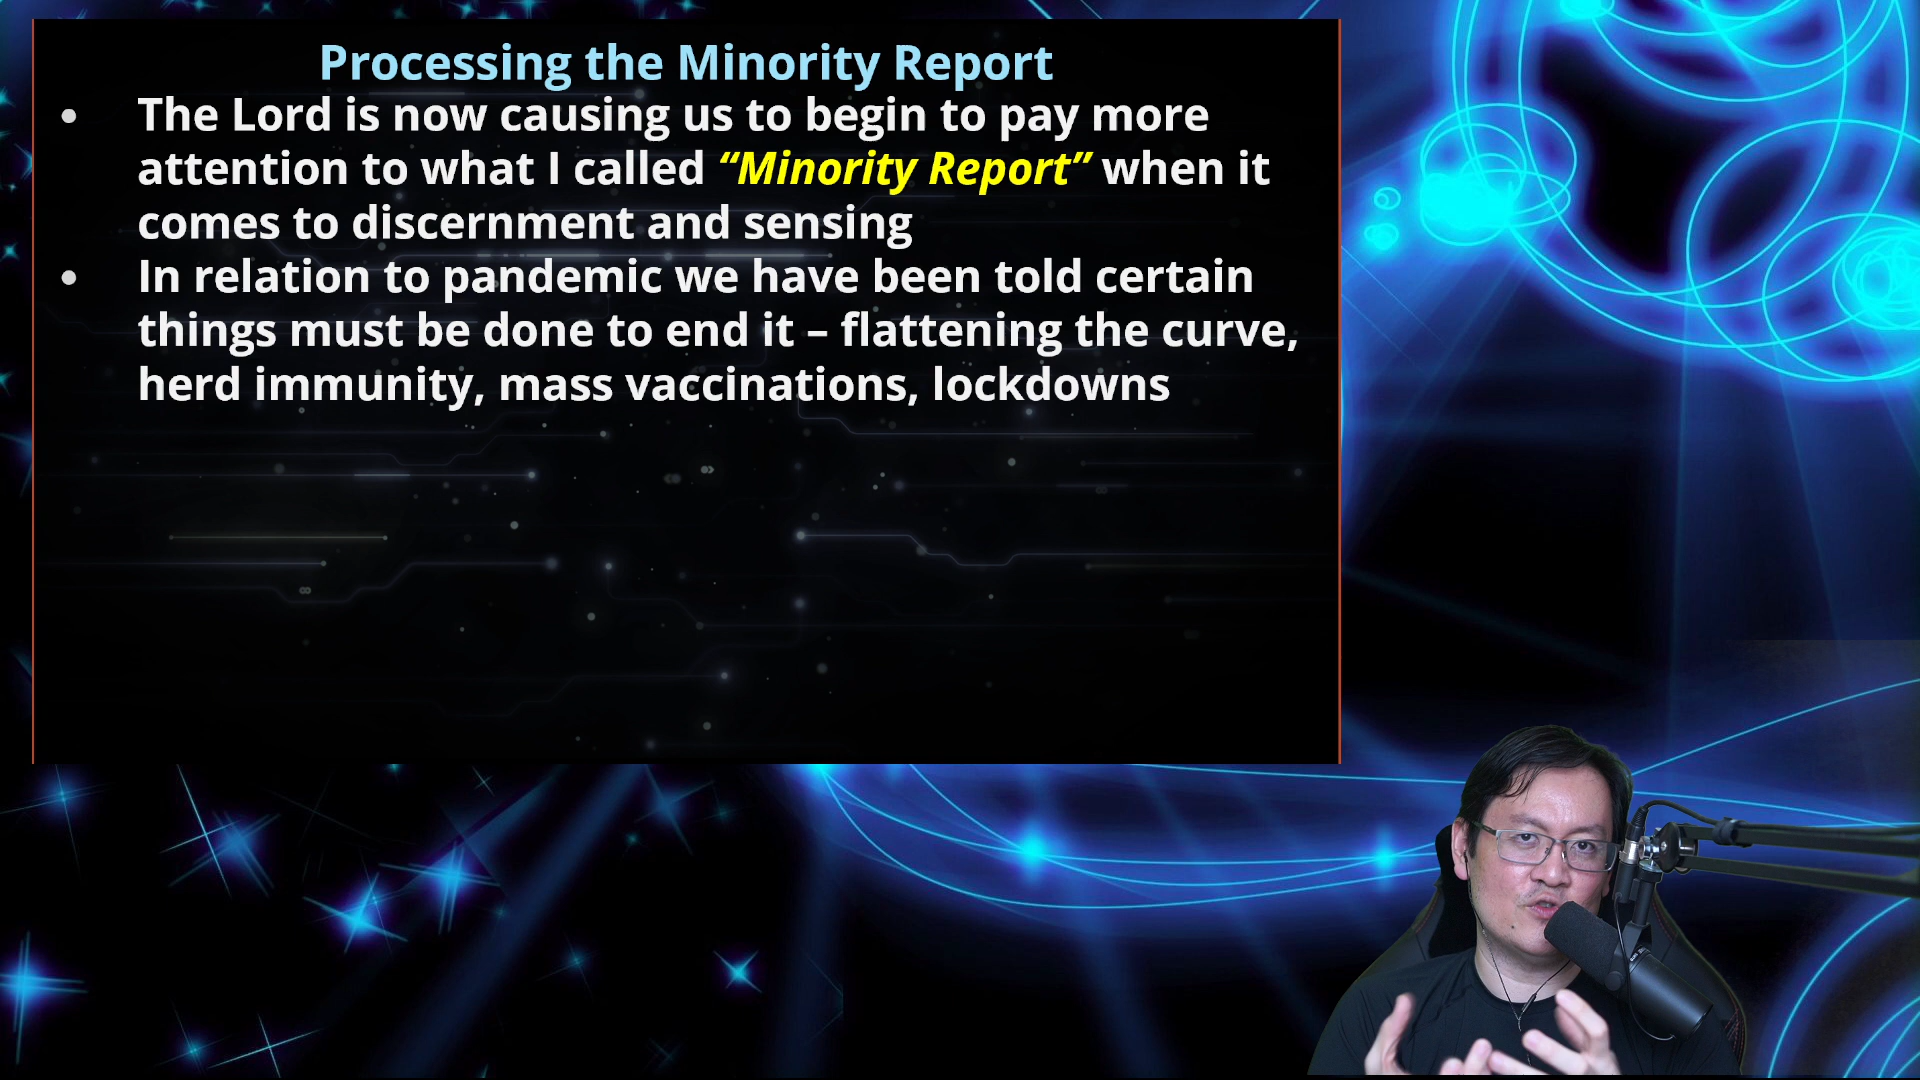 Processing the Minority Report
• The Lord is now causing us to begin to pay more
attention to what I called “Minority Report” when it
comes to discernment and sensing
• In relation to pandemic we have been told certain
things must be done to end it – flattening the curve,
herd immunity, mass vaccinations, lockdowns